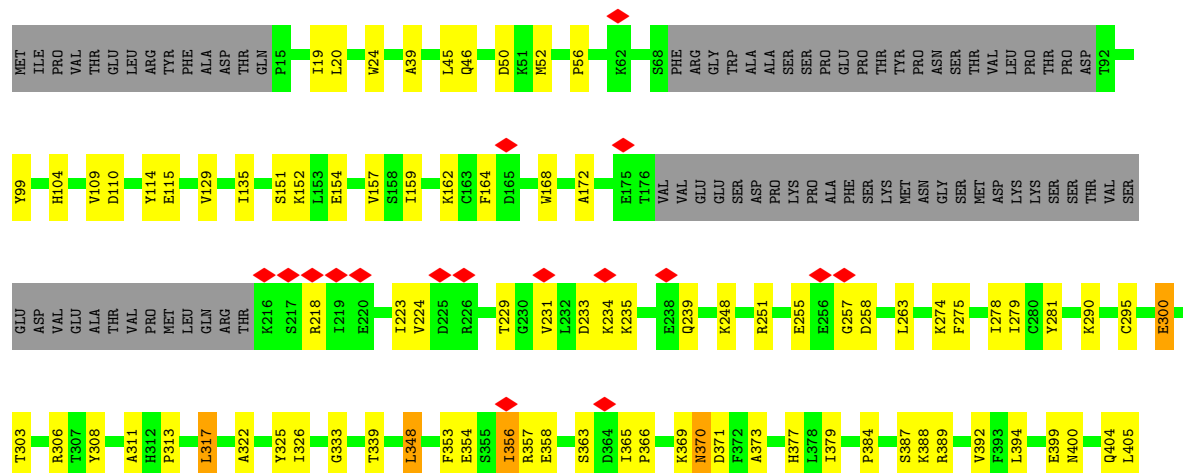 MET ILE PRO VAL THR GLU LEU ARG TYR PHE ALA ASP THR GLN P15 I19 L20 W24 A39 L45 Q46 D50 K51 M52 P56 K62 S68 PHE ARG GLY TRP ALA ALA SER SER PRO GLU PRO THR TYR PRO ASN SER THR VAL LEU PRO THR PRO ASP T92
Y99 H104 V109 D110 Y114 E115 V129 I135 S151 K152 L153 E154 V157 S158 I159 K162 C163 F164 D165 W168 A172 E175 T176 VAL VAL GLU GLU SER ASP PRO LYS PRO ALA PHE SER LYS MET ASN GLY SER MET ASP LYS LYS SER SER THR VAL SER
GLU ASP VAL GLU ALA THR VAL PRO MET LEU GLN ARG THR K216 S217 R218 I219 E220 I223 V224 D225 R226 T229 G230 V231 L232 D233 K234 K235 E238 Q239 K248 R251 E255 E256 G257 D258 L263 K274 F275 I278 I279 C280 Y281 K290 C295 E300
T303 R306 T307 Y308 A311 H312 P313 L317 A322 Y325 I326 G333 T339 L348 F353 E354 S355 I356 R357 E358 S363 D364 I365 P366 K369 N370 D371 F372 A373 H377 L378 I379 P384 S387 K388 R389 V392 F393 L394 E399 N400 Q404 L405